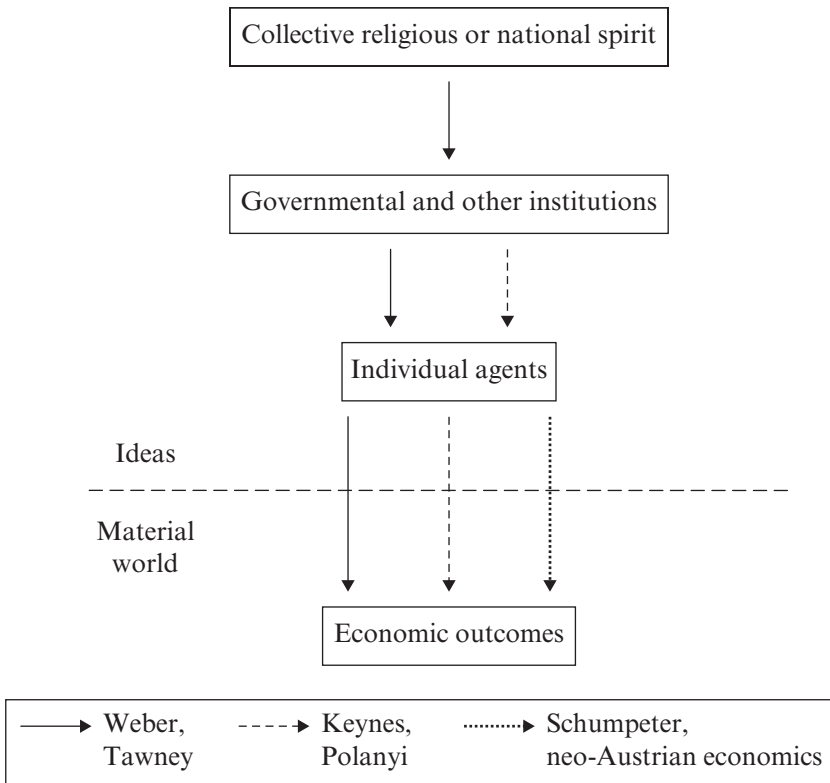 Collective religious or national spirit
Governmental and other institutions
Individual agents
Ideas
Material
world
Economic outcomes
Weber,
Tawney
Keynes,
Polanyi
Schumpeter,
neo-Austrian economics